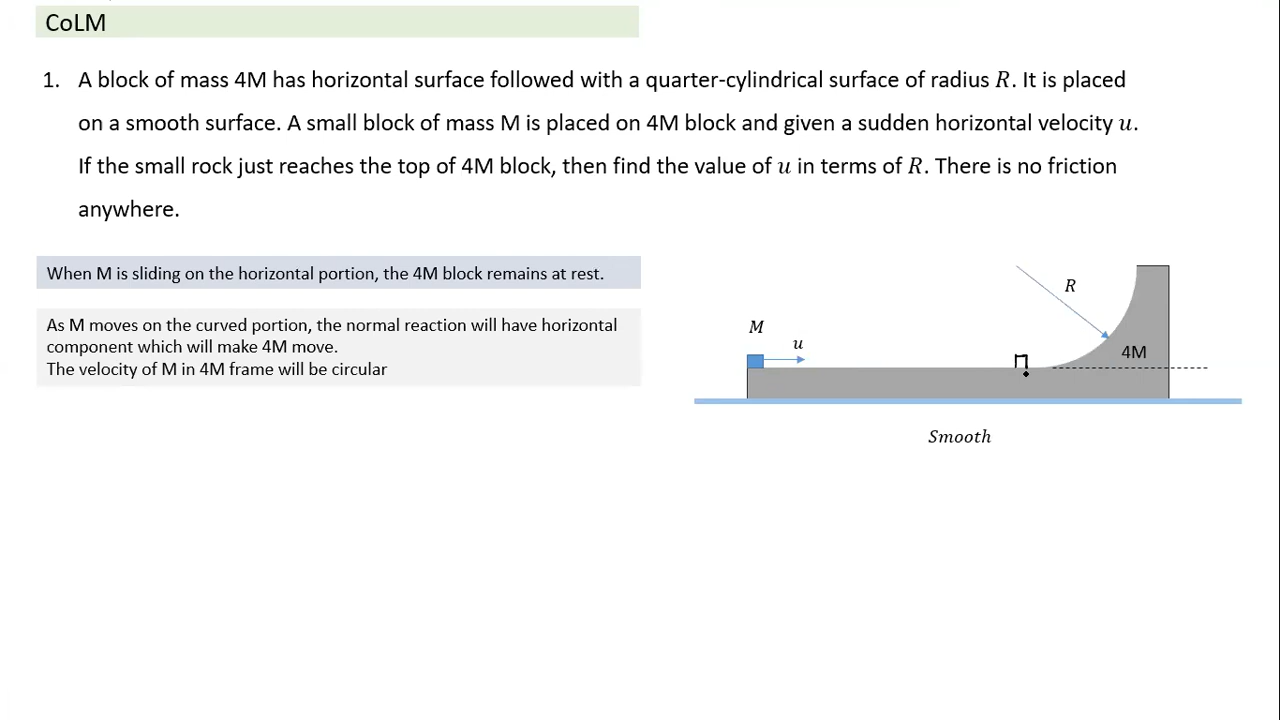 CoLM
1. A block of mass 4M has horizontal surface followed with a quarter-cylindrical surface of radius R. It is placed
on a smooth surface. A small block of mass M is placed on 4M block and given a sudden horizontal velocity u.
If the small rock just reaches the top of 4M block, then find the value of u in terms of R. There is no friction
anywhere.
When M is sliding on the horizontal portion, the 4M block remains at rest.
As M moves on the curved portion, the normal reaction will have horizontal
component which will make 4M move.
The velocity of M in 4M frame will be circular
R
M
u
4M
Smooth